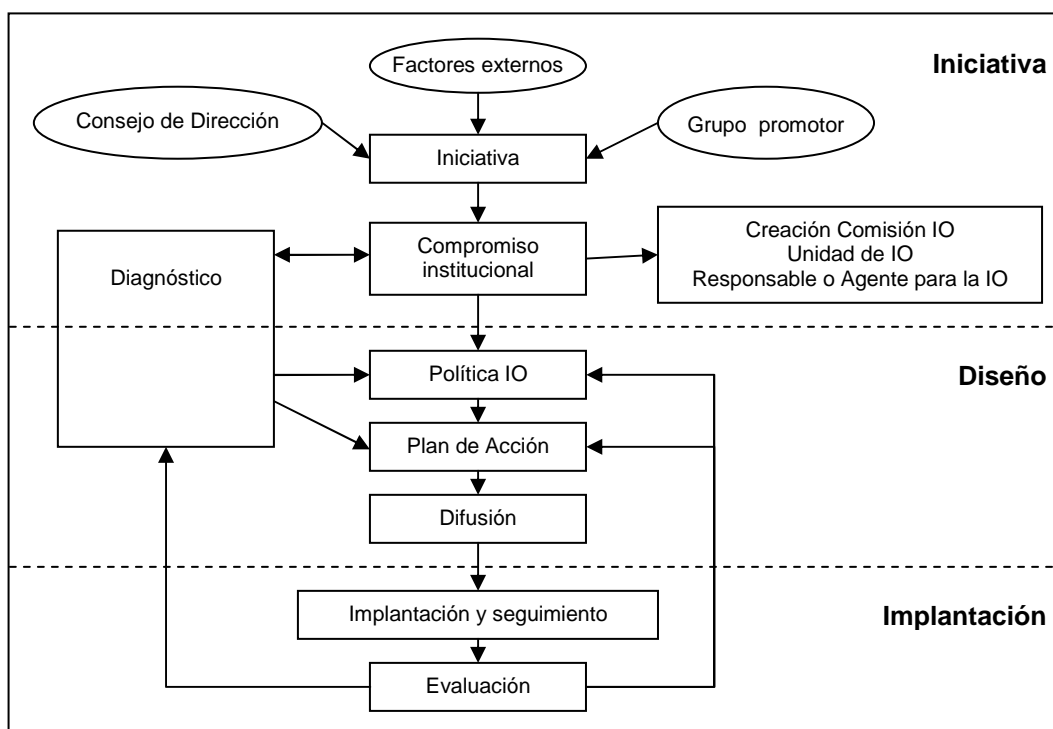 Factores externos
Iniciativa
Consejo de Dirección
Grupo promotor
Iniciativa
Compromiso
institucional
Creación Comisión IO
Unidad de IO
Responsable o Agente para la IO
Diagnóstico
Política IO
Diseño
Plan de Acción
Difusión
Implantación y seguimiento
Implantación
Evaluación